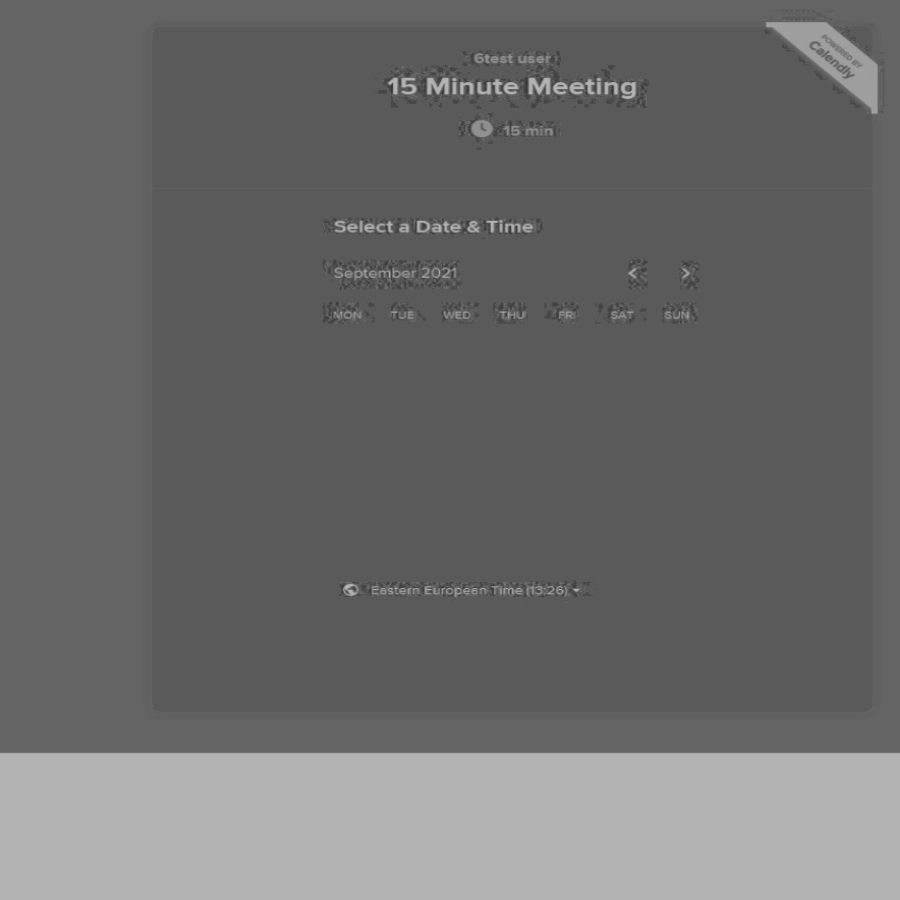 POWERED BY
Calendly
6test user
15 Minute Meeting
15 min
Select a Date & Time
September 2021
MON TUE WED THU FRI SAT SUN
Eastern European Time (13:26)